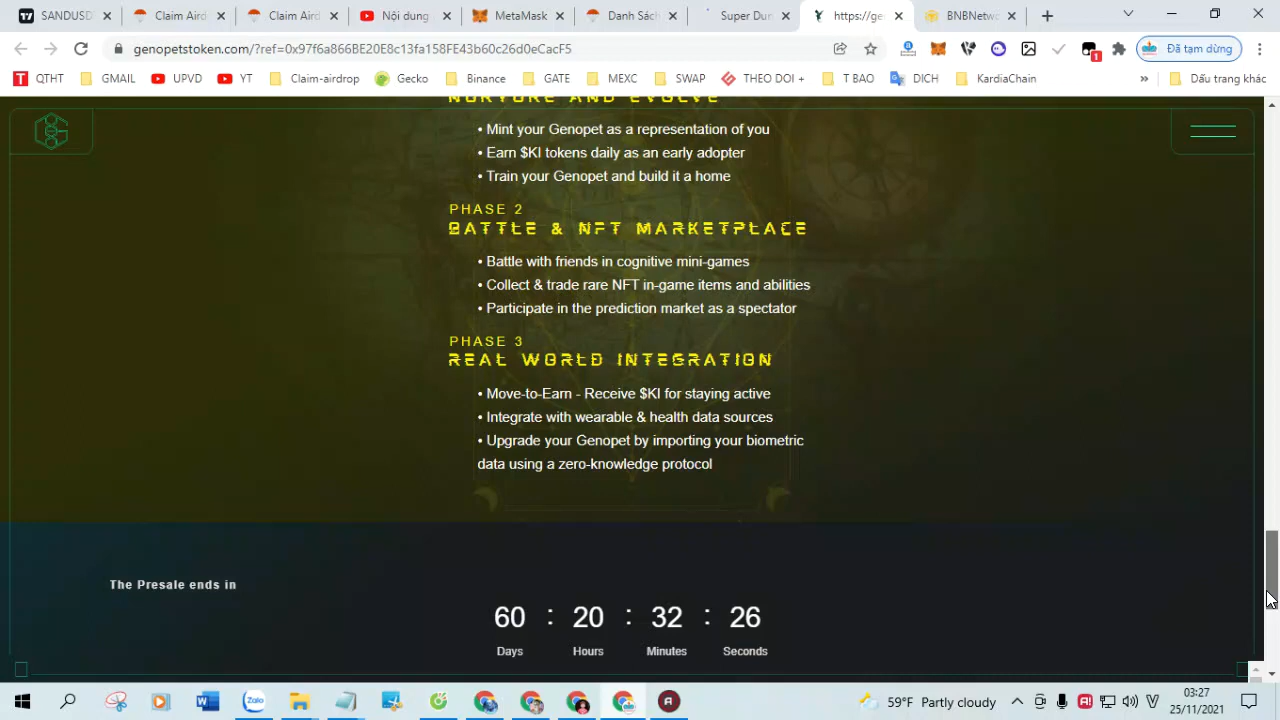 SANDUSD
Claim Aird
Claim Aird
Nội dung
MetaMask
Danh Sách
Super Dun
https://ge
BNBNetwo
genopetstoken.com/?ref=0x97f6a866BE20E8c13fa158FE43b60c26d0eCacF5
1
Đã tạm dừng
QTHT
GMAIL
UPVD
YT
Claim-airdrop
Gecko
Binance
GATE
MEXC
SWAP
THEO DOI +
T BAO
DICH
KardiaChain
»
Dấu trang khác
NURTURE AND EVOLVE
• Mint your Genopet as a representation of you
• Earn $KI tokens daily as an early adopter
• Train your Genopet and build it a home
PHASE 2
BATTLE & NFT MARKETPLACE
• Battle with friends in cognitive mini-games
• Collect & trade rare NFT in-game items and abilities
• Participate in the prediction market as a spectator
PHASE 3
REAL WORLD INTEGRATION
• Move-to-Earn - Receive $KI for staying active
• Integrate with wearable & health data sources
• Upgrade your Genopet by importing your biometric
data using a zero-knowledge protocol
The Presale ends in
60 : 20 : 32 : 26
Days Hours Minutes Seconds
Zalo
59°F Partly cloudy
03:27
25/11/2021